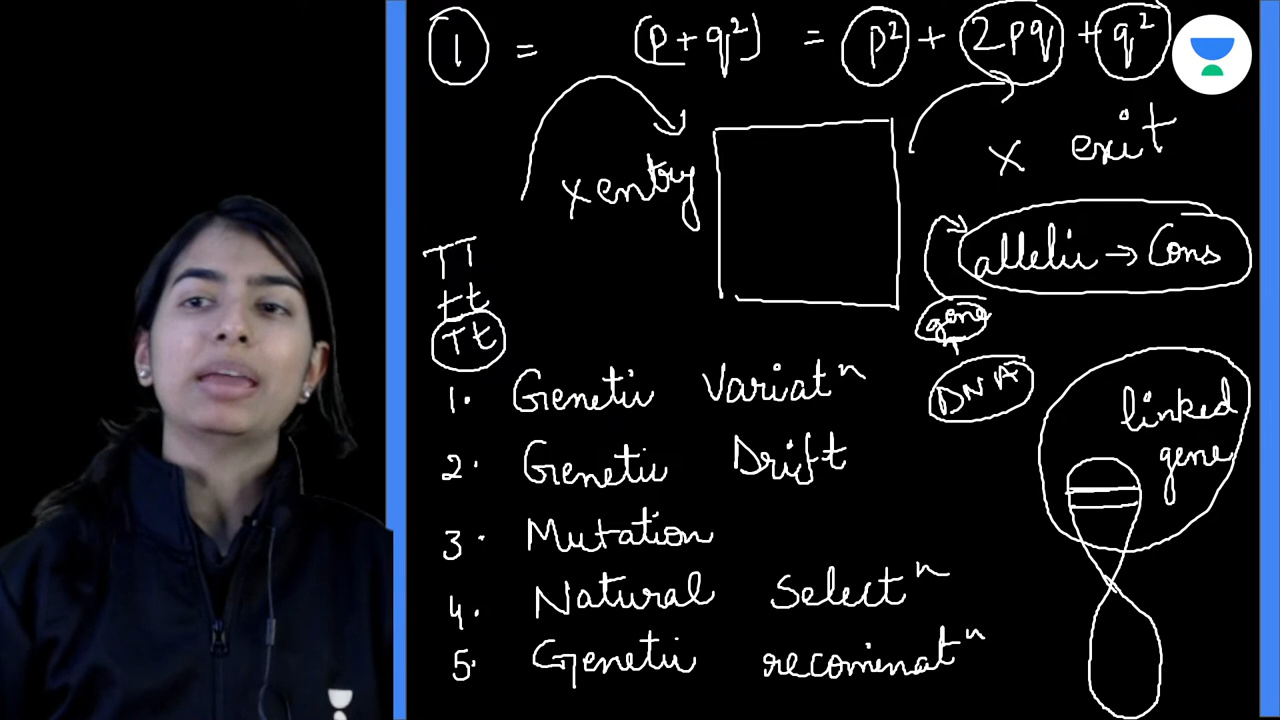 1 = (p + q²) = p² + 2pq + q²
x entry
x exit
allelic → Cons
gene
DNA
TT
tt
Tt
linked
gene
1. Genetic Variatⁿ
2. Genetic Drift
3. Mutation
4. Natural Selectⁿ
5. Genetic recominatⁿ